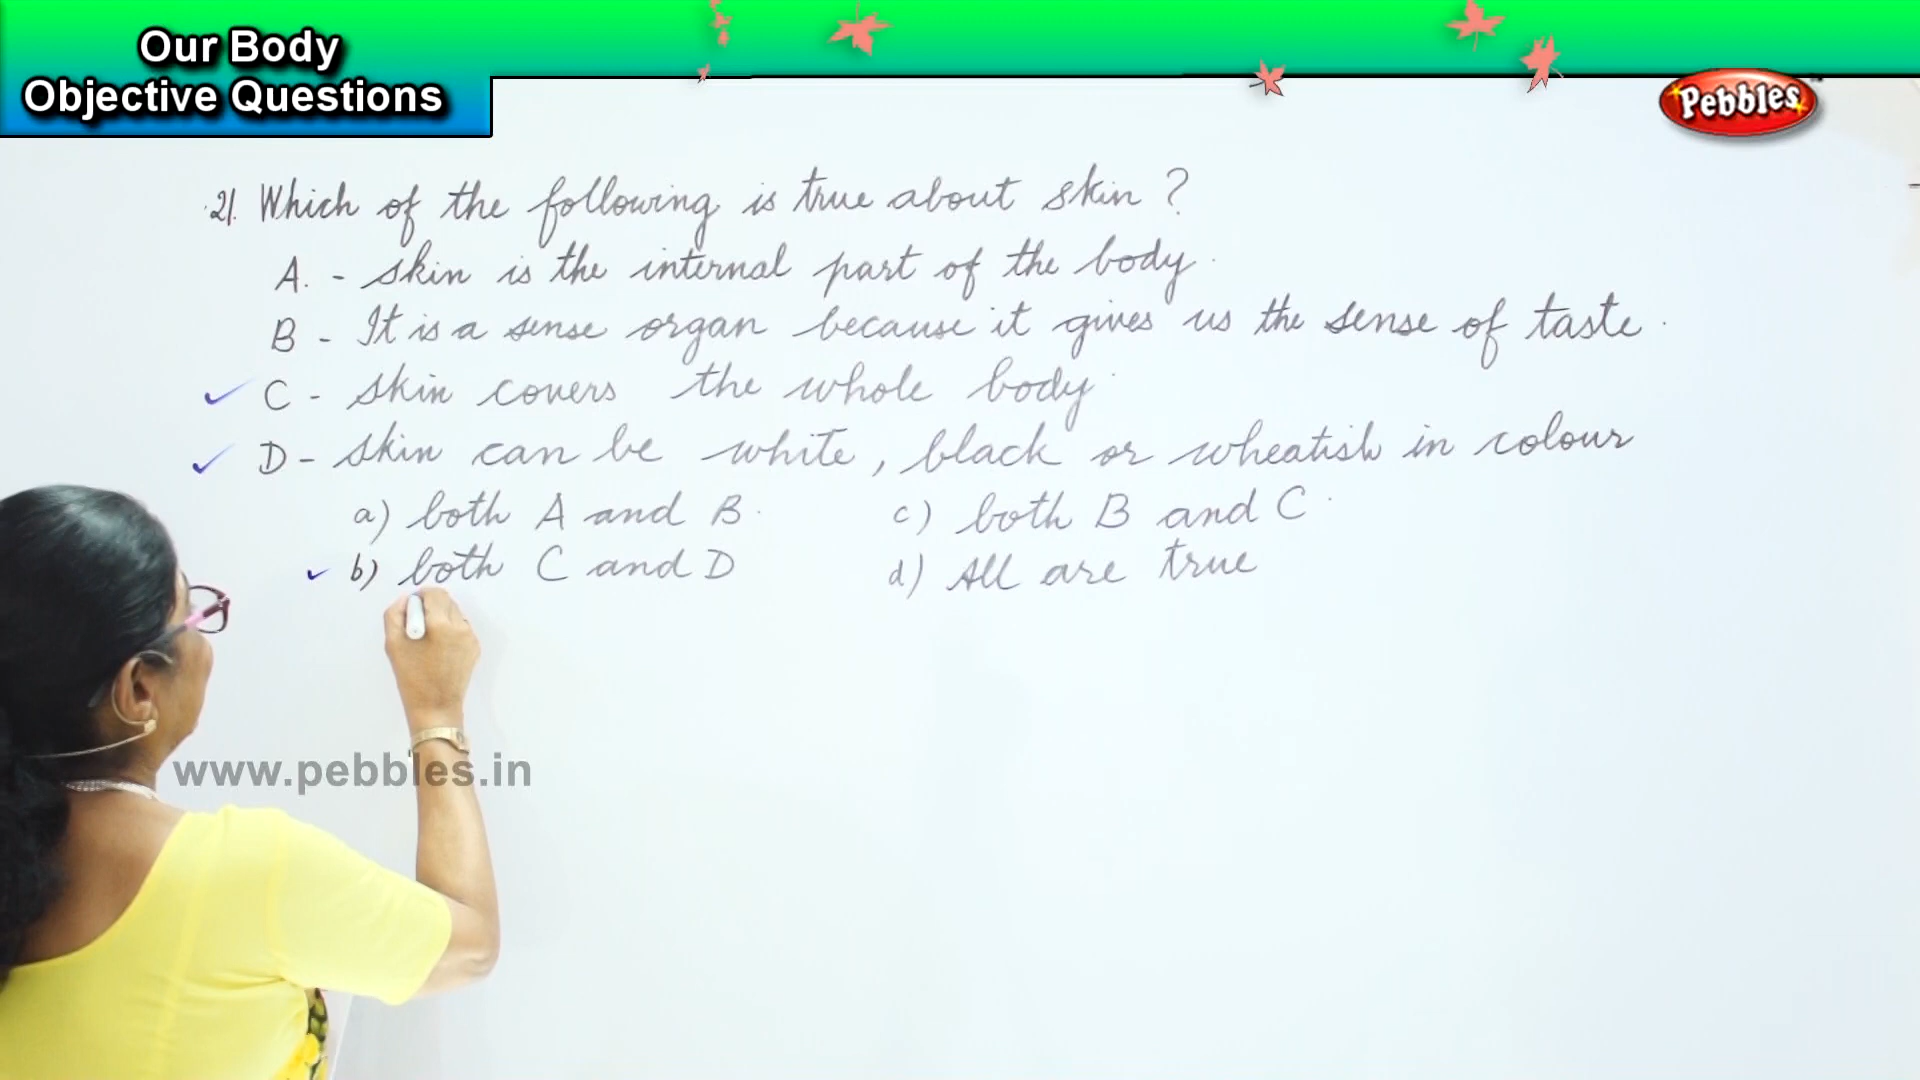 Our Body
Objective Questions
Pebbles
21. Which of the following is true about skin ?
A. - skin is the internal part of the body.
B - It is a sense organ because it gives us the sense of taste.
C - skin covers the whole body.
D - skin can be white, black or wheatish in colour
a) both A and B. c) both B and C.
b) both C and D d) All are true
www.pebbles.in